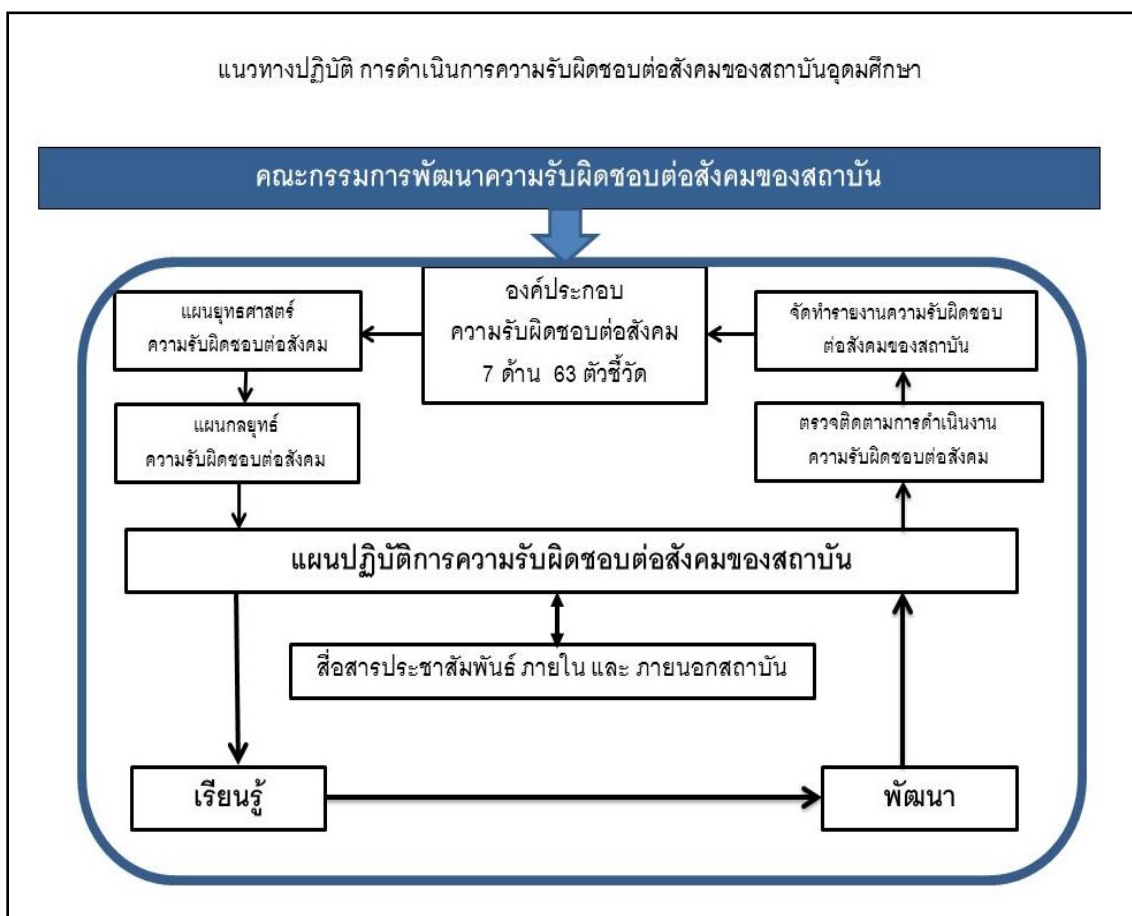 แนวทางปฏิบัติ การดำเนินการความรับผิดชอบต่อสังคมของสถาบันอุดมศึกษา
คณะกรรมการพัฒนาความรับผิดชอบต่อสังคมของสถาบัน
องค์ประกอบ
ความรับผิดชอบต่อสังคม
7 ด้าน 63 ตัวชี้วัด
แผนยุทธศาสตร์
ความรับผิดชอบต่อสังคม
จัดทำรายงานความรับผิดชอบ
ต่อสังคมของสถาบัน
แผนกลยุทธ์
ความรับผิดชอบต่อสังคม
ตรวจติดตามการดำเนินงาน
ความรับผิดชอบต่อสังคม
แผนปฏิบัติการความรับผิดชอบต่อสังคมของสถาบัน
สื่อสารประชาสัมพันธ์ ภายใน และ ภายนอกสถาบัน
เรียนรู้
พัฒนา